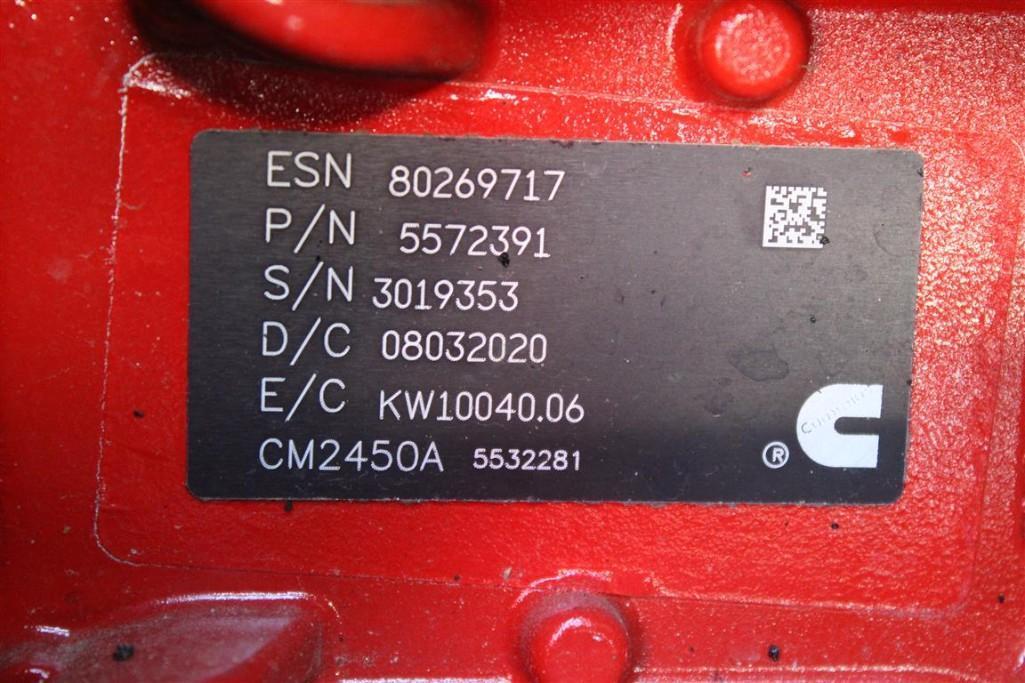 ESN 80269717
P/N 5572391
S/N 3019353
D/C 08032020
E/C KW10040.06
CM2450A 5532281
®